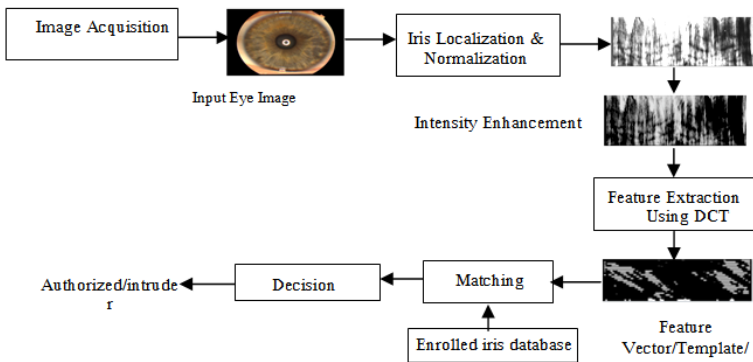 Image Acquisition
Input Eye Image
Iris Localization &
Normalization
Intensity Enhancement
Feature Extraction
Using DCT
Feature
Vector/Template/
Matching
Enrolled iris database
Decision
Authorized/intrude
r